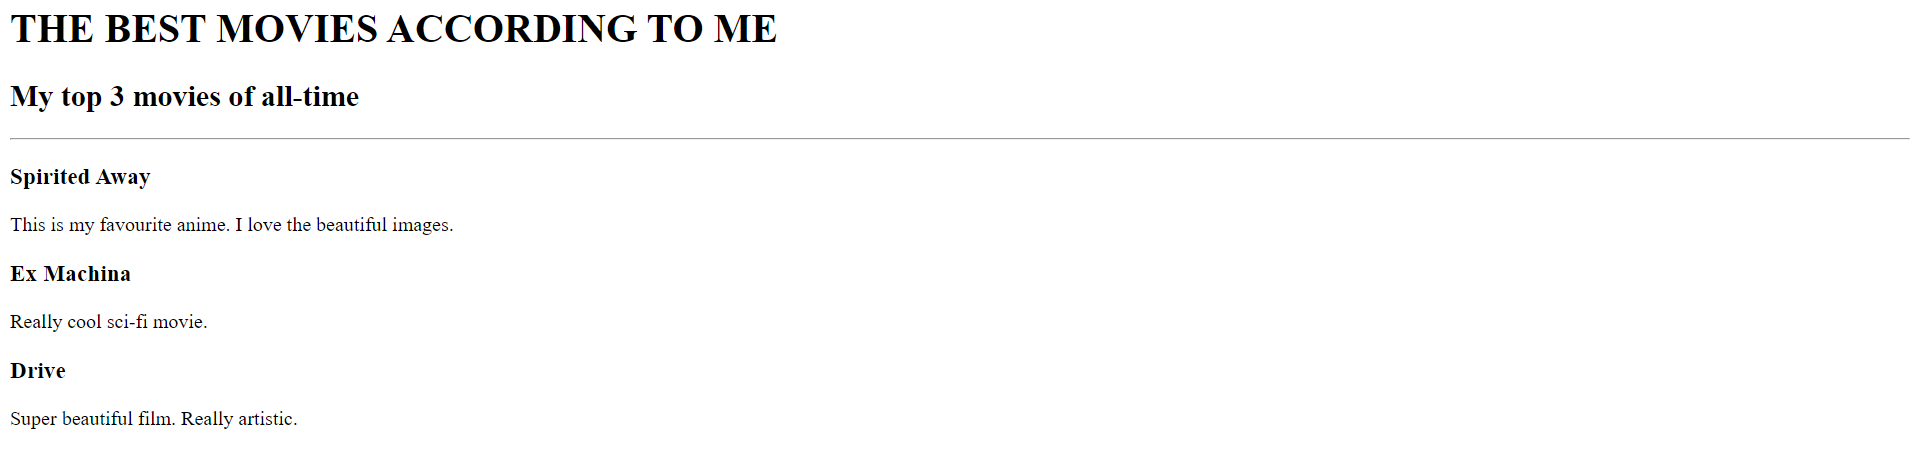 THE BEST MOVIES ACCORDING TO ME
My top 3 movies of all-time
Spirited Away
This is my favourite anime. I love the beautiful images.
Ex Machina
Really cool sci-fi movie.
Drive
Super beautiful film. Really artistic.